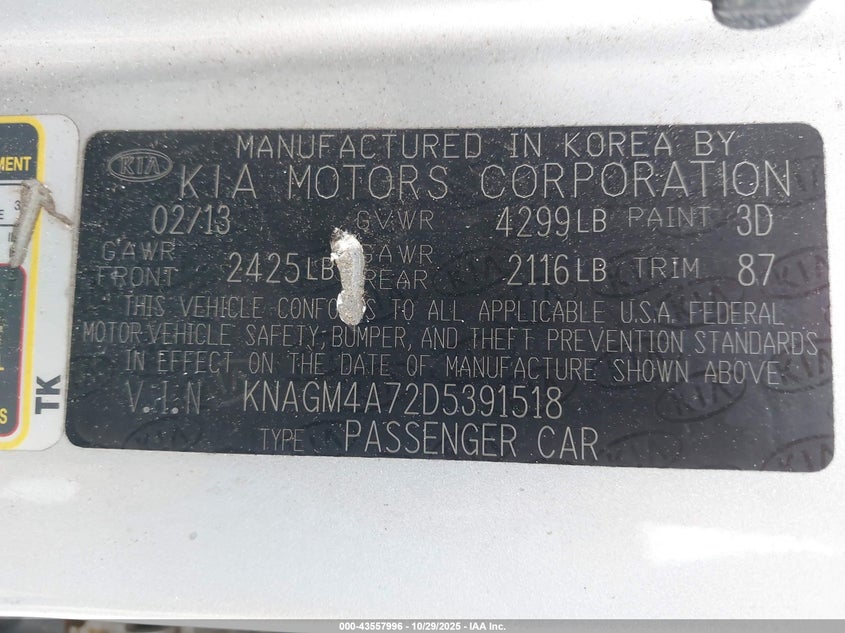 MANUFACTURED IN KOREA BY
KIA KIA MOTORS CORPORATION
02/13 GVWR 4299LB PAINT 3D
GAWR FRONT 2425LB GAWR REAR 2116LB TRIM 87
THIS VEHICLE CONFORMS TO ALL APPLICABLE U.S.A. FEDERAL
MOTOR-VEHICLE SAFETY, BUMPER, AND THEFT PREVENTION STANDARDS
IN EFFECT ON THE DATE OF MANUFACTURE SHOWN ABOVE.
V.I.N KNAGM4A72D5391518
TYPE PASSENGER CAR
TK
000-43557996 | 10/29/2025 - IAA Inc.